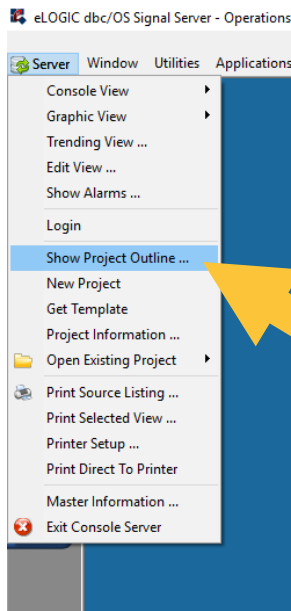 eLOGIC dbc/OS Signal Server - Operations
Server Window Utilities Applications
Console View
Graphic View
Trending View ...
Edit View ...
Show Alarms ...
Login
Show Project Outline ...
New Project
Get Template
Project Information ...
Open Existing Project
Print Source Listing ...
Print Selected View ...
Printer Setup ...
Print Direct To Printer
Master Information ...
Exit Console Server